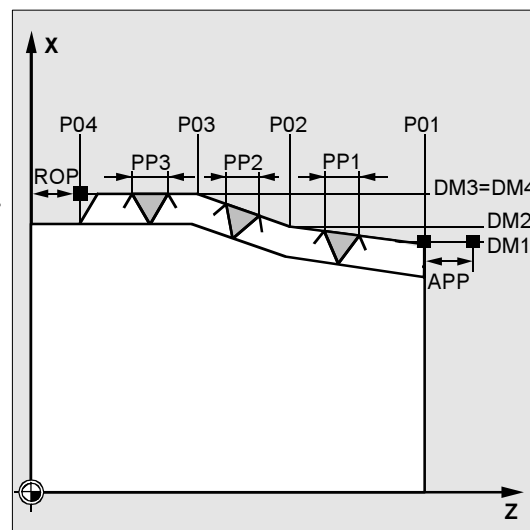 X
P04 P03 P02 P01
PP3 PP2 PP1
ROP
DM3=DM4
DM2
DM1
APP
Z